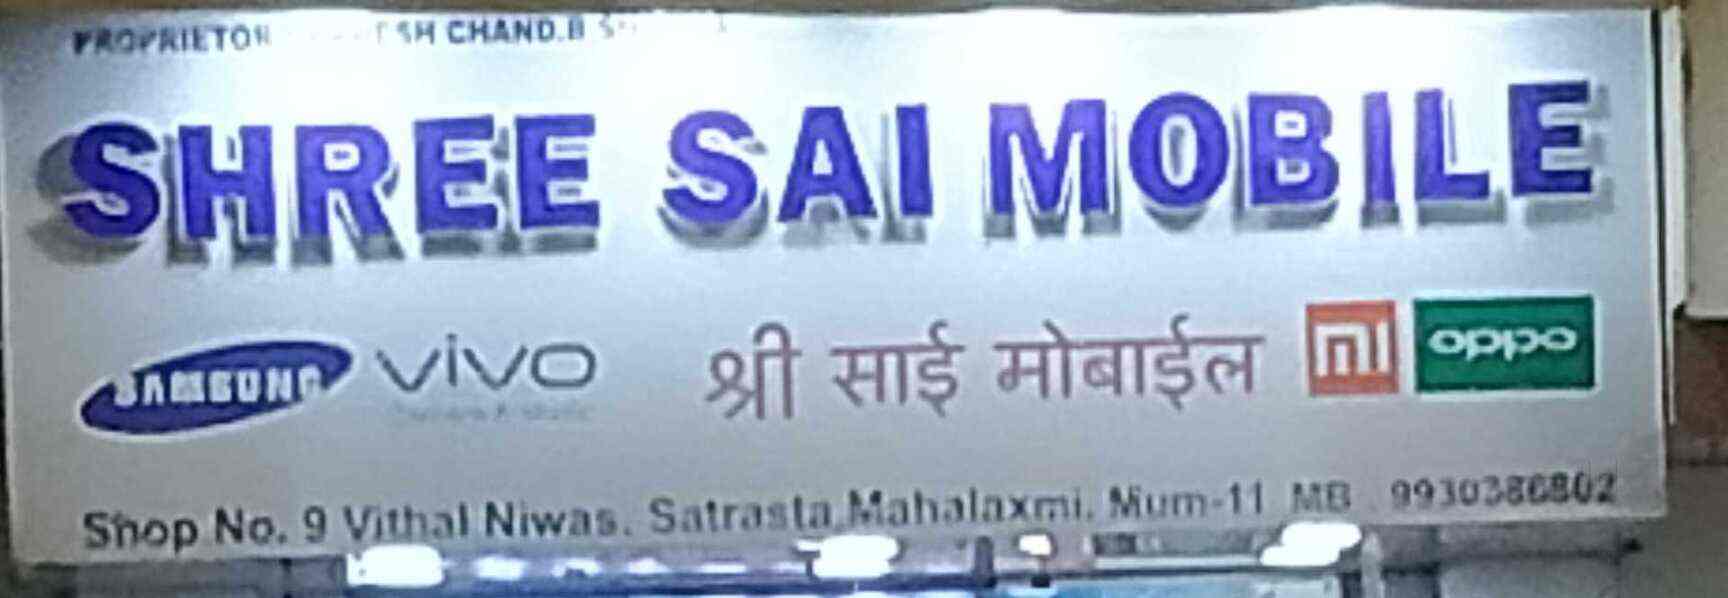 PROPRIETOR CHAND.B
SHREE SAI MOBILE
SAMSUNG vivo श्री साई मोबाईल mi oppo
Shop No. 9 Vithal Niwas. Satrasta, Mahalaxmi. Mum-11 MB 9930386802